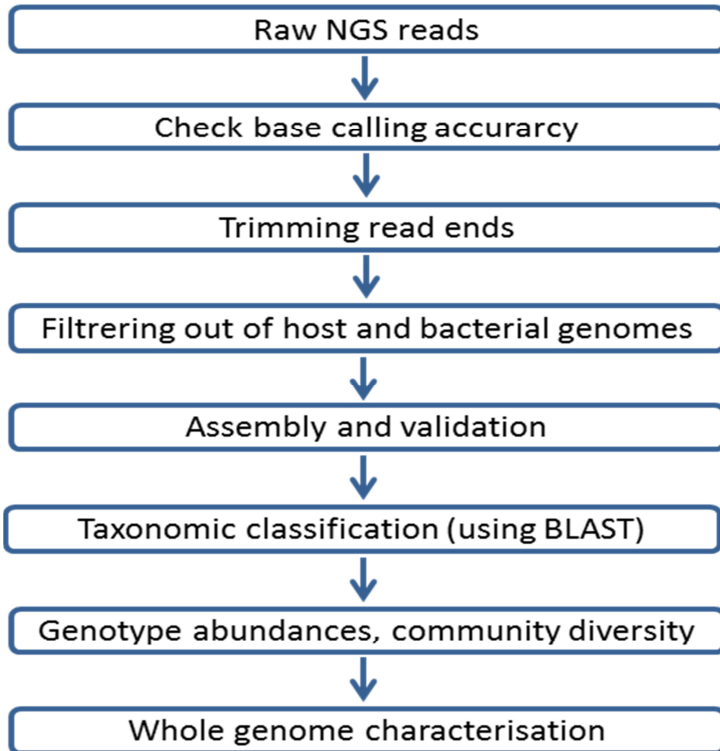 Raw NGS reads
Check base calling accurarcy
Trimming read ends
Filtrering out of host and bacterial genomes
Assembly and validation
Taxonomic classification (using BLAST)
Genotype abundances, community diversity
Whole genome characterisation